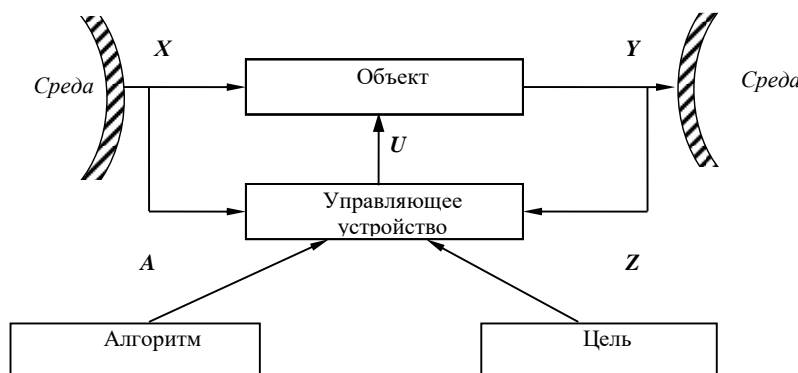 X
Y
Среда
Объект
Среда
U
Управляющее
устройство
A
Z
Алгоритм
Цель